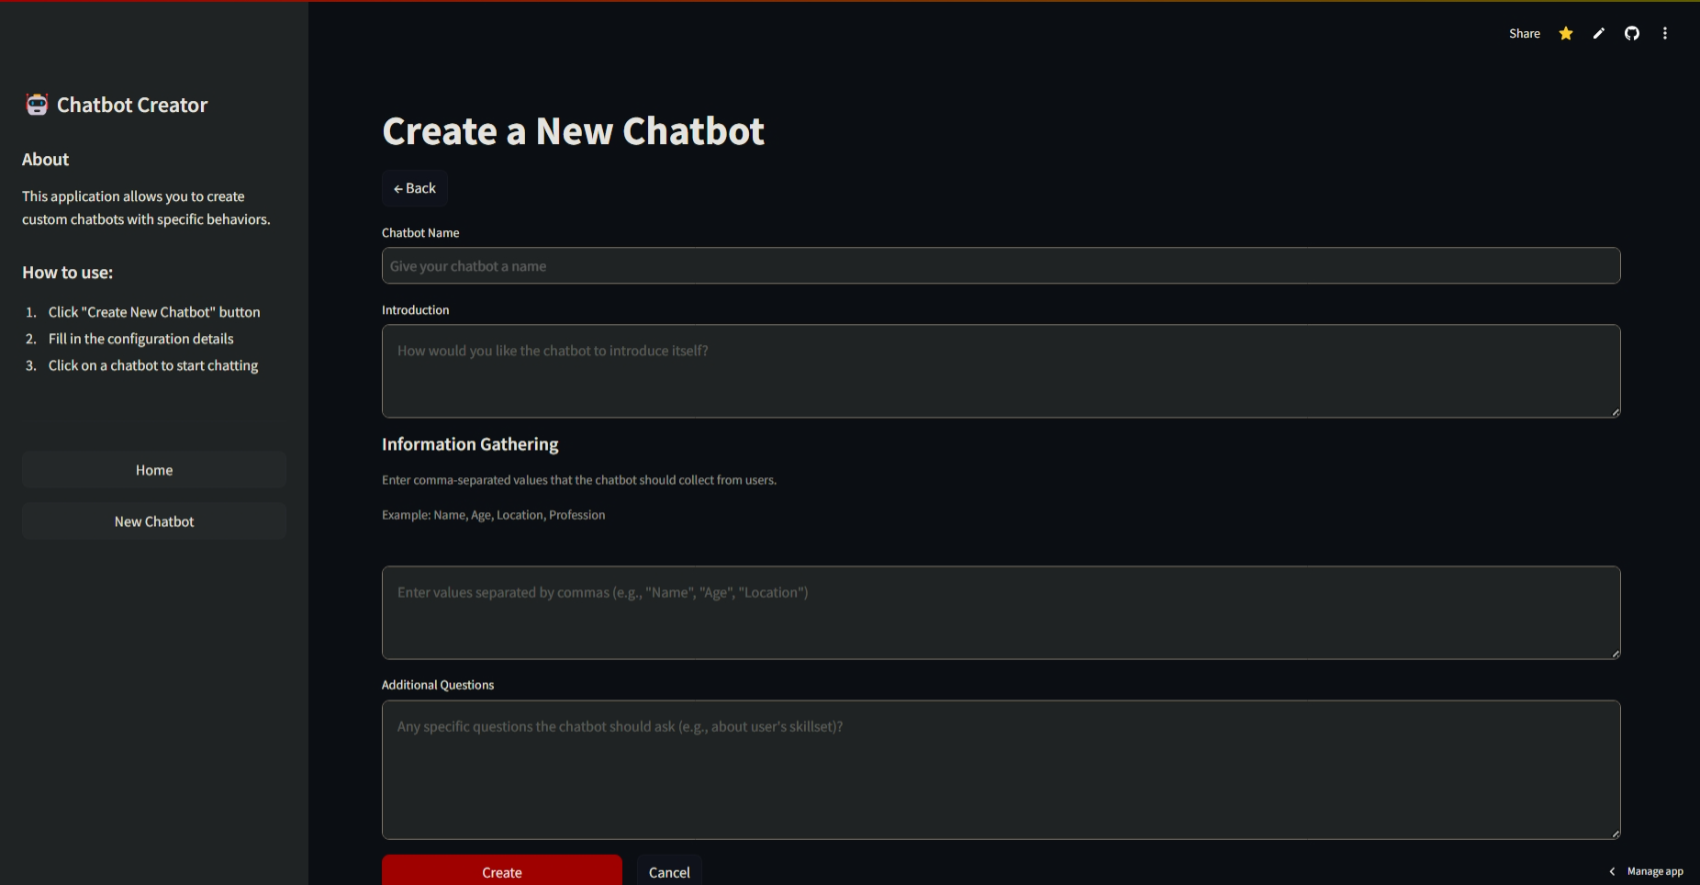 Share
Chatbot Creator
About
This application allows you to create
custom chatbots with specific behaviors.
How to use:
1. Click "Create New Chatbot" button
2. Fill in the configuration details
3. Click on a chatbot to start chatting
Home
New Chatbot
Create a New Chatbot
← Back
Chatbot Name
Give your chatbot a name
Introduction
How would you like the chatbot to introduce itself?
Information Gathering
Enter comma-separated values that the chatbot should collect from users.
Example: Name, Age, Location, Profession
Enter values separated by commas (e.g., "Name", "Age", "Location")
Additional Questions
Any specific questions the chatbot should ask (e.g., about user's skillset)?
Create
Cancel
Manage app